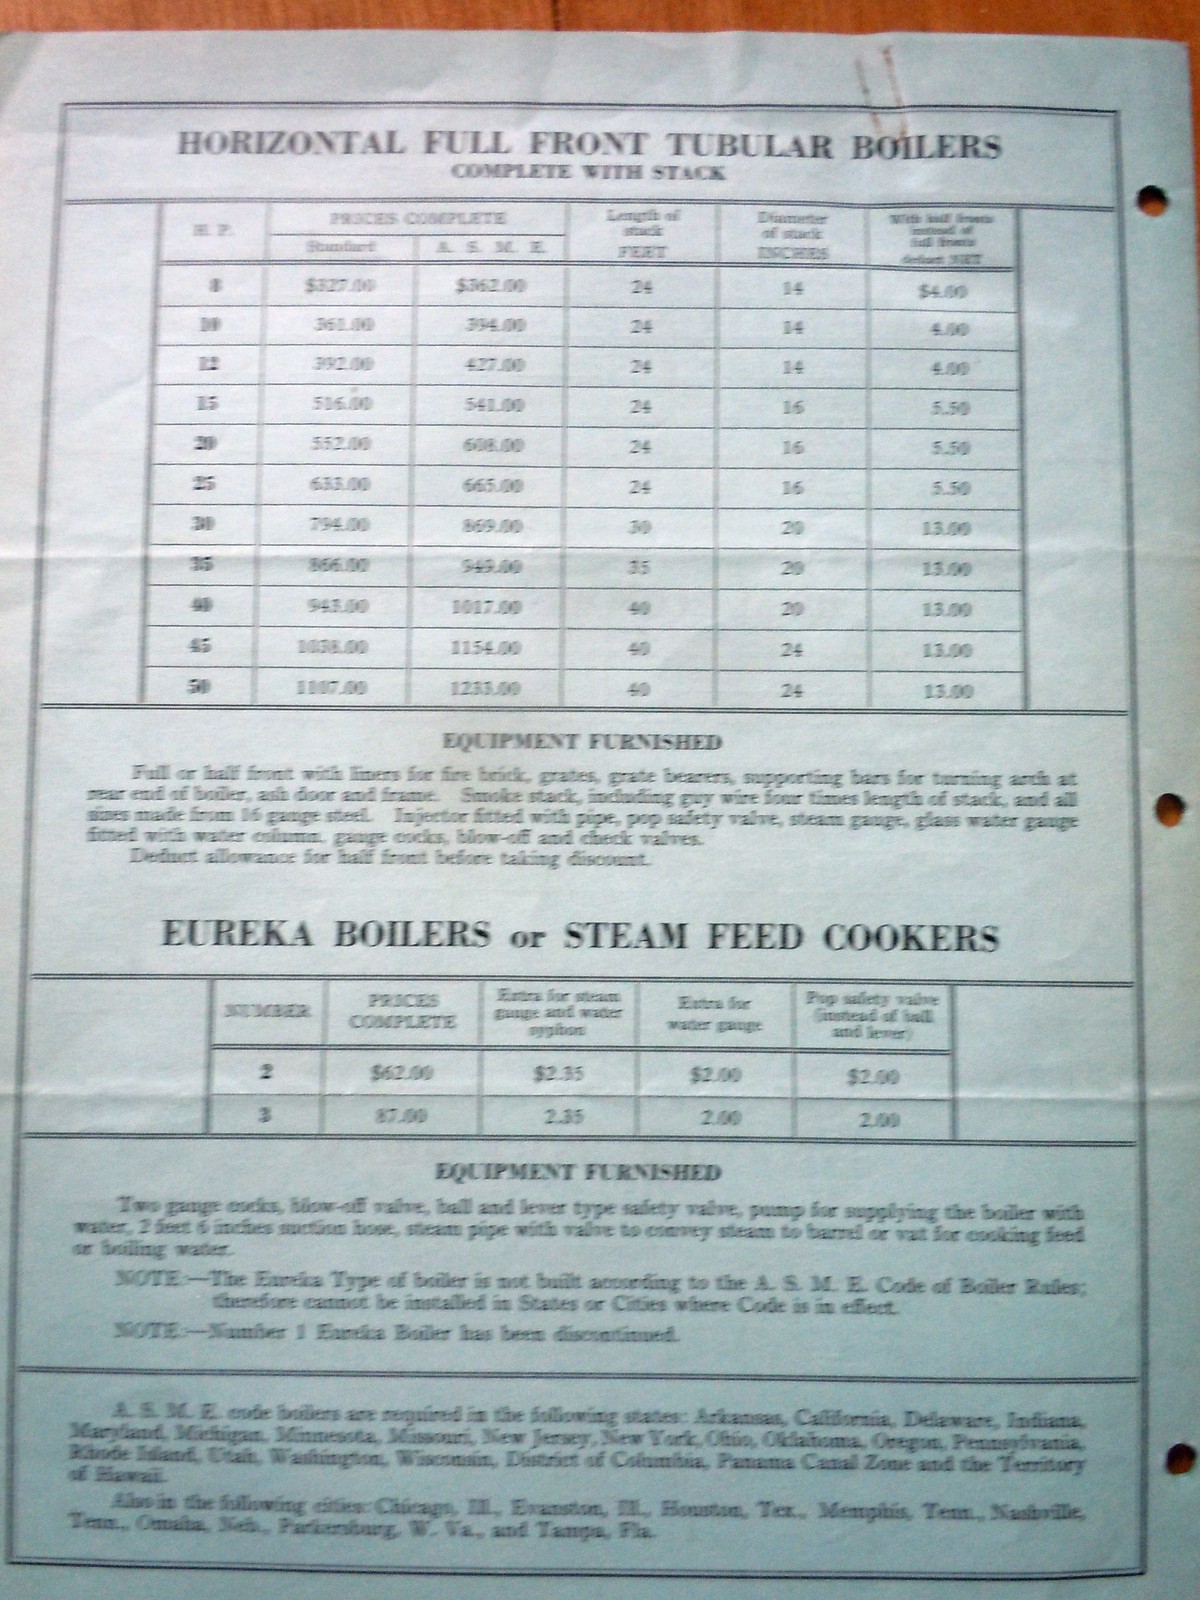 HORIZONTAL FULL FRONT TUBULAR BOILERS
COMPLETE WITH STACK
H. P. PRICES COMPLETE Standard A. S. M. E. Length of stack FEET Diameter of stack INCHES With half fronts instead of full fronts deduct NET
8 $327.00 $362.00 24 14 $4.00
10 361.00 394.00 24 14 4.00
12 392.00 427.00 24 14 4.00
15 516.00 541.00 24 16 5.50
20 552.00 608.00 24 16 5.50
25 633.00 665.00 24 16 5.50
30 794.00 869.00 30 20 13.00
35 866.00 949.00 35 20 13.00
40 943.00 1017.00 40 20 13.00
45 1038.00 1154.00 40 24 13.00
50 1107.00 1233.00 40 24 13.00
EQUIPMENT FURNISHED
Full or half front with liners for fire brick, grates, grate bearers, supporting bars for turning arch at
rear end of boiler, ash door and frame. Smoke stack, including guy wire four times length of stack, and all
sizes made from 16 gauge steel. Injector fitted with pipe, pop safety valve, steam gauge, glass water gauge
fitted with water column, gauge cocks, blow-off and check valves.
Deduct allowance for half front before taking discount.
EUREKA BOILERS or STEAM FEED COOKERS
NUMBER PRICES COMPLETE Extra for steam gauge and water syphon Extra for water gauge Pop safety valve (instead of ball and lever)
2 $62.00 $2.35 $2.00 $2.00
3 87.00 2.35 2.00 2.00
EQUIPMENT FURNISHED
Two gauge cocks, blow-off valve, ball and lever type safety valve, pump for supplying the boiler with
water, 2 feet 6 inches suction hose, steam pipe with valve to convey steam to barrel or vat for cooking feed
or boiling water.
NOTE:—The Eureka Type of boiler is not built according to the A. S. M. E. Code of Boiler Rules;
therefore cannot be installed in States or Cities where Code is in effect.
NOTE:—Number 1 Eureka Boiler has been discontinued.
A. S. M. E. code boilers are required in the following states: Arkansas, California, Delaware, Indiana,
Maryland, Michigan, Minnesota, Missouri, New Jersey, New York, Ohio, Oklahoma, Oregon, Pennsylvania,
Rhode Island, Utah, Washington, Wisconsin, District of Columbia, Panama Canal Zone and the Territory
of Hawaii.
Also in the following cities: Chicago, Ill., Evanston, Ill., Houston, Tex., Memphis, Tenn., Nashville,
Tenn., Omaha, Neb., Parkersburg, W. Va., and Tampa, Fla.